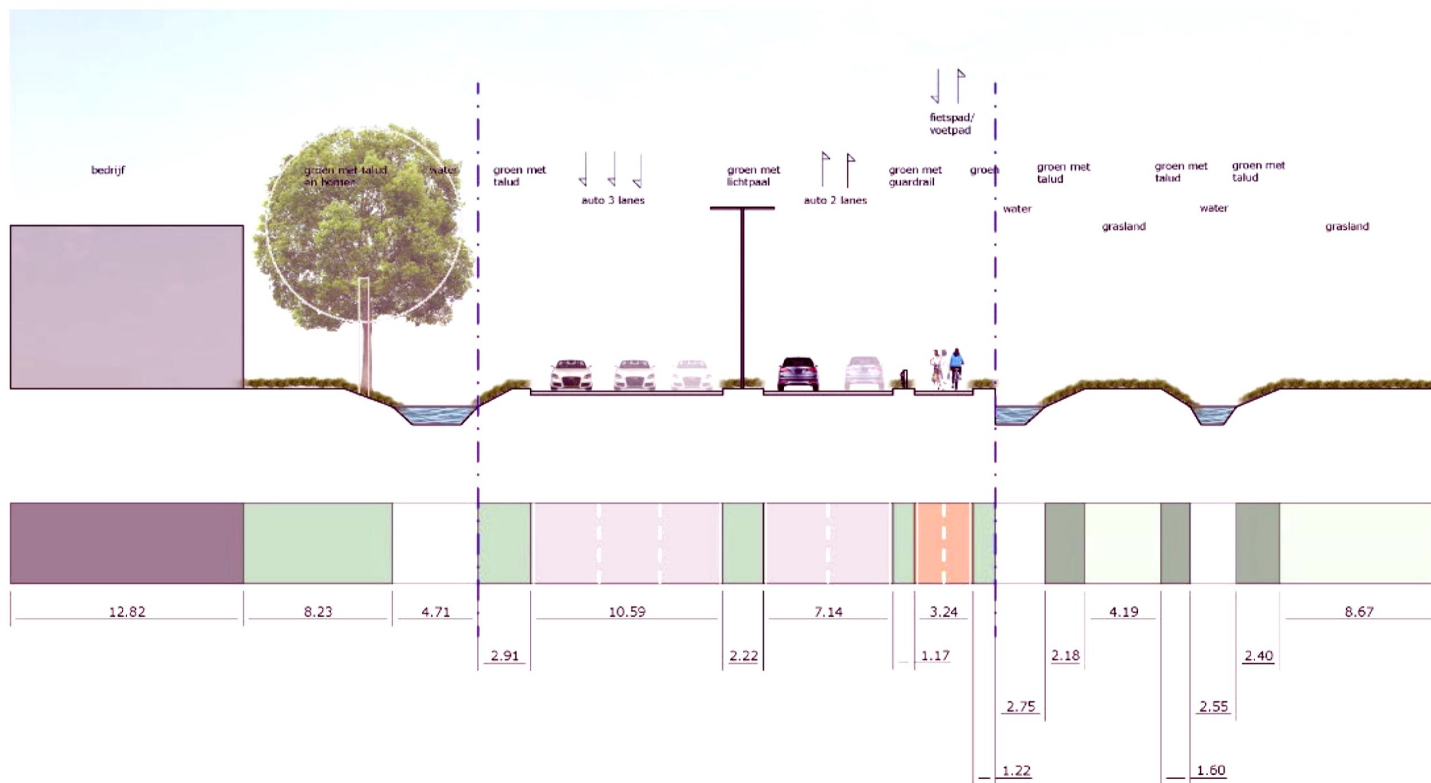 fietspad/
voetpad
bedrijf
groen met talud
en bomen
water
groen met
talud
auto 3 lanes
groen met
lichtpaal
auto 2 lanes
groen met
guardrail
groen
water
groen met
talud
grasland
groen met
talud
water
groen met
talud
grasland
12.82
8.23
4.71
10.59
7.14
3.24
4.19
8.67
2.91
2.22
1.17
2.18
2.40
2.75
2.55
1.22
1.60